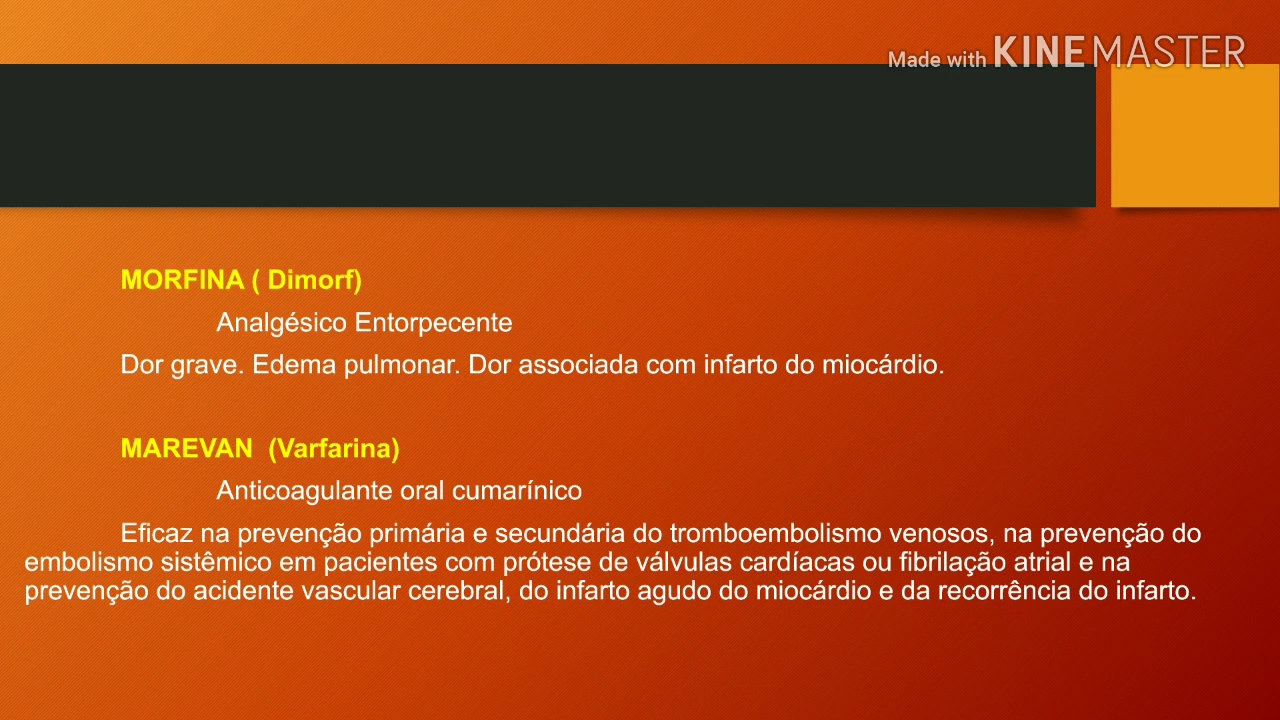 Made with KINEMASTER
MORFINA ( Dimorf)
Analgésico Entorpecente
Dor grave. Edema pulmonar. Dor associada com infarto do miocárdio.
MAREVAN  (Varfarina)
Anticoagulante oral cumarínico
Eficaz na prevenção primária e secundária do tromboembolismo venosos, na prevenção do
embolismo sistêmico em pacientes com prótese de válvulas cardíacas ou fibrilação atrial e na
prevenção do acidente vascular cerebral, do infarto agudo do miocárdio e da recorrência do infarto.